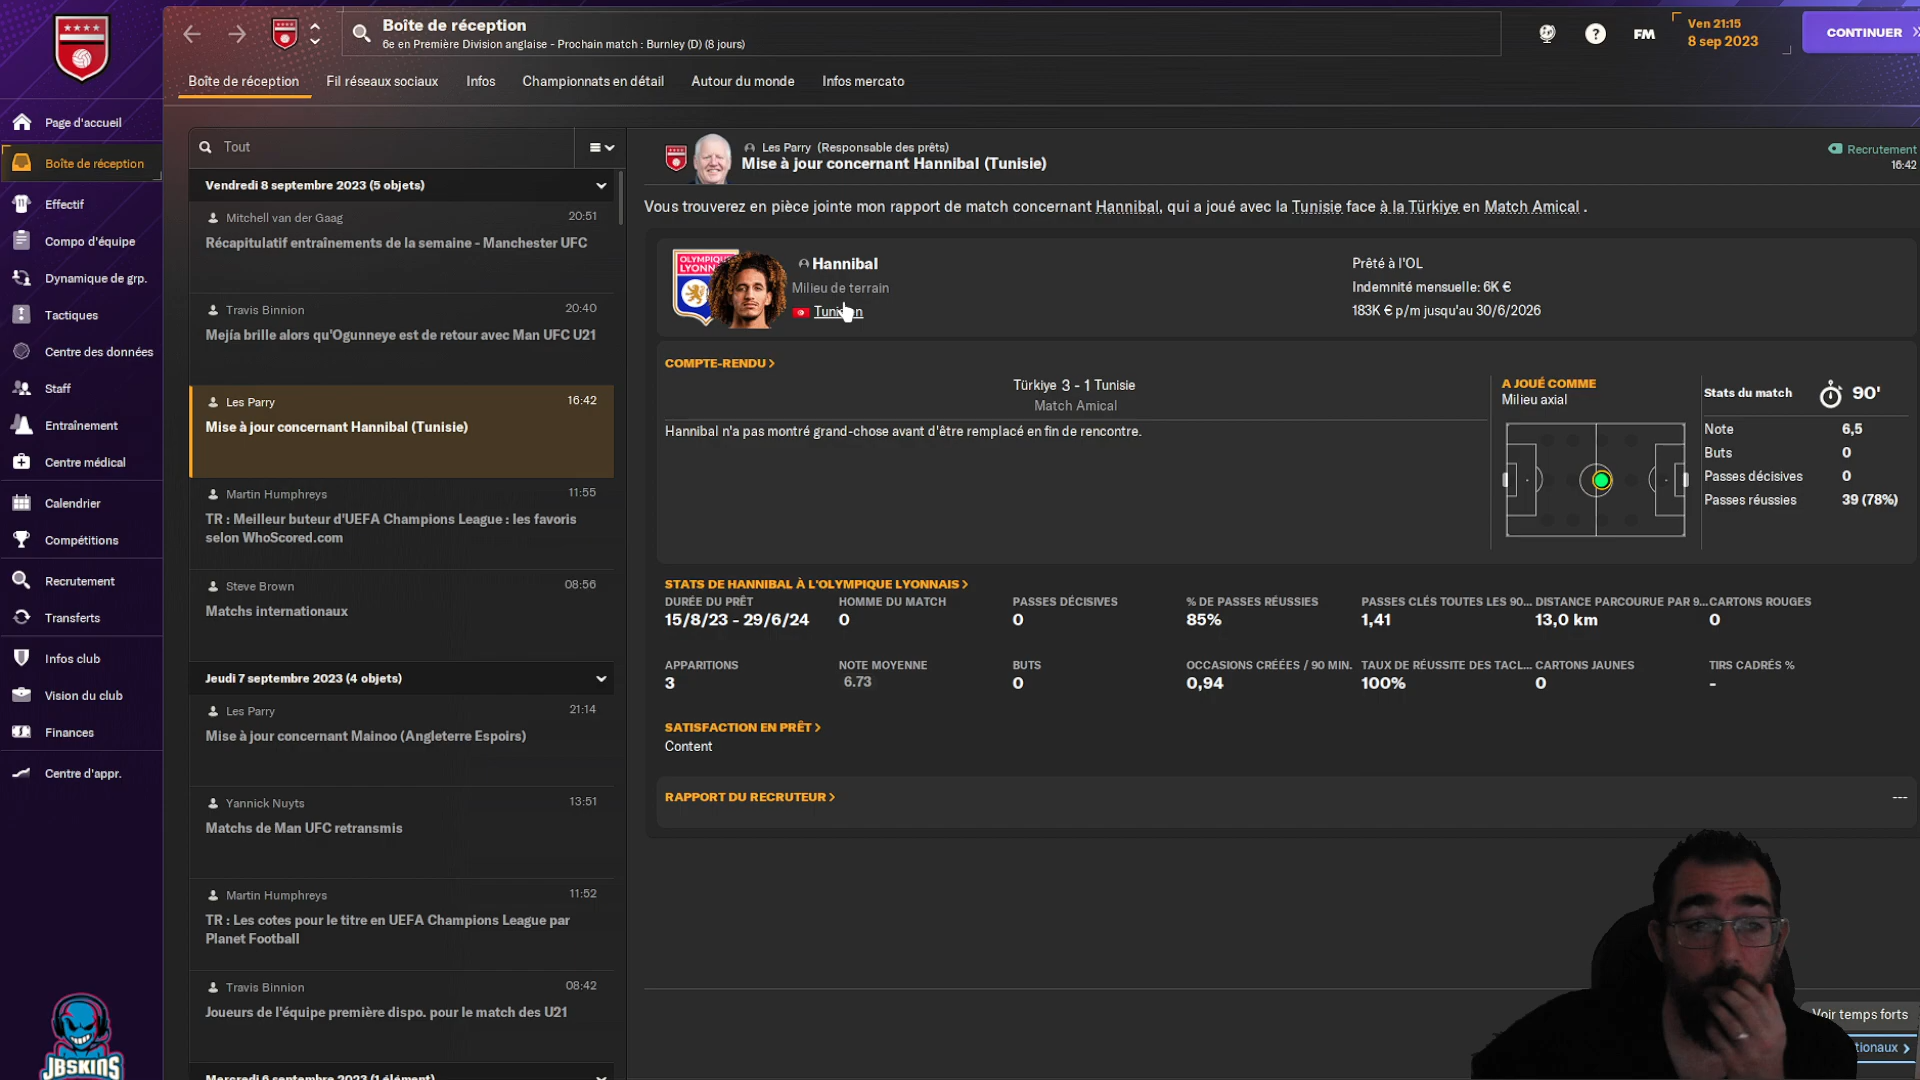 Boîte de réception
6e en Première Division anglaise - Prochain match : Burnley (D) (8 jours)
FM
Ven 21:15
8 sep 2023
CONTINUER
Boîte de réception
Fil réseaux sociaux
Infos
Championnats en détail
Autour du monde
Infos mercato
Page d'accueil
Boîte de réception
Effectif
Compo d'équipe
Dynamique de grp.
Tactiques
Centre des données
Staff
Entraînement
Centre médical
Calendrier
Compétitions
Recrutement
Transferts
Infos club
Vision du club
Finances
Centre d'appr.
JBSKINS
Tout
Vendredi 8 septembre 2023 (5 objets)
Mitchell van der Gaag 20:51
Récapitulatif entraînements de la semaine - Manchester UFC
Travis Binnion 20:40
Mejía brille alors qu'Ogunneye est de retour avec Man UFC U21
Les Parry 16:42
Mise à jour concernant Hannibal (Tunisie)
Martin Humphreys 11:55
TR : Meilleur buteur d'UEFA Champions League : les favoris
selon WhoScored.com
Steve Brown 08:56
Matchs internationaux
Jeudi 7 septembre 2023 (4 objets)
Les Parry 21:14
Mise à jour concernant Mainoo (Angleterre Espoirs)
Yannick Nuyts 13:51
Matchs de Man UFC retransmis
Martin Humphreys 11:52
TR : Les cotes pour le titre en UEFA Champions League par
Planet Football
Travis Binnion 08:42
Joueurs de l'équipe première dispo. pour le match des U21
Mercredi 6 septembre 2023 (1 élément)
Les Parry (Responsable des prêts)
Mise à jour concernant Hannibal (Tunisie)
Recrutement
16:42
Vous trouverez en pièce jointe mon rapport de match concernant Hannibal, qui a joué avec la Tunisie face à la Türkiye en Match Amical .
OLYMPIQUE
LYONNAIS
Hannibal
Milieu de terrain
Prêté à l'OL
Indemnité mensuelle: 6K €
183K € p/m jusqu'au 30/6/2026
COMPTE-RENDU >
Türkiye 3 - 1 Tunisie
Match Amical
Hannibal n'a pas montré grand-chose avant d'être remplacé en fin de rencontre.
A JOUÉ COMME
Milieu axial
Stats du match 90'
Note 6,5
Buts 0
Passes décisives 0
Passes réussies 39 (78%)
STATS DE HANNIBAL À L'OLYMPIQUE LYONNAIS >
DURÉE DU PRÊT HOMME DU MATCH PASSES DÉCISIVES % DE PASSES RÉUSSIES PASSES CLÉS TOUTES LES 90... DISTANCE PARCOURUE PAR 9... CARTONS ROUGES
15/8/23 - 29/6/24 0 0 85% 1,41 13,0 km 0
APPARITIONS NOTE MOYENNE BUTS OCCASIONS CRÉÉES / 90 MIN. TAUX DE RÉUSSITE DES TACL... CARTONS JAUNES TIRS CADRÉS %
3 6.73 0 0,94 100% 0 -
SATISFACTION EN PRÊT >
Content
RAPPORT DU RECRUTEUR > ---
Voir temps forts
tionaux >